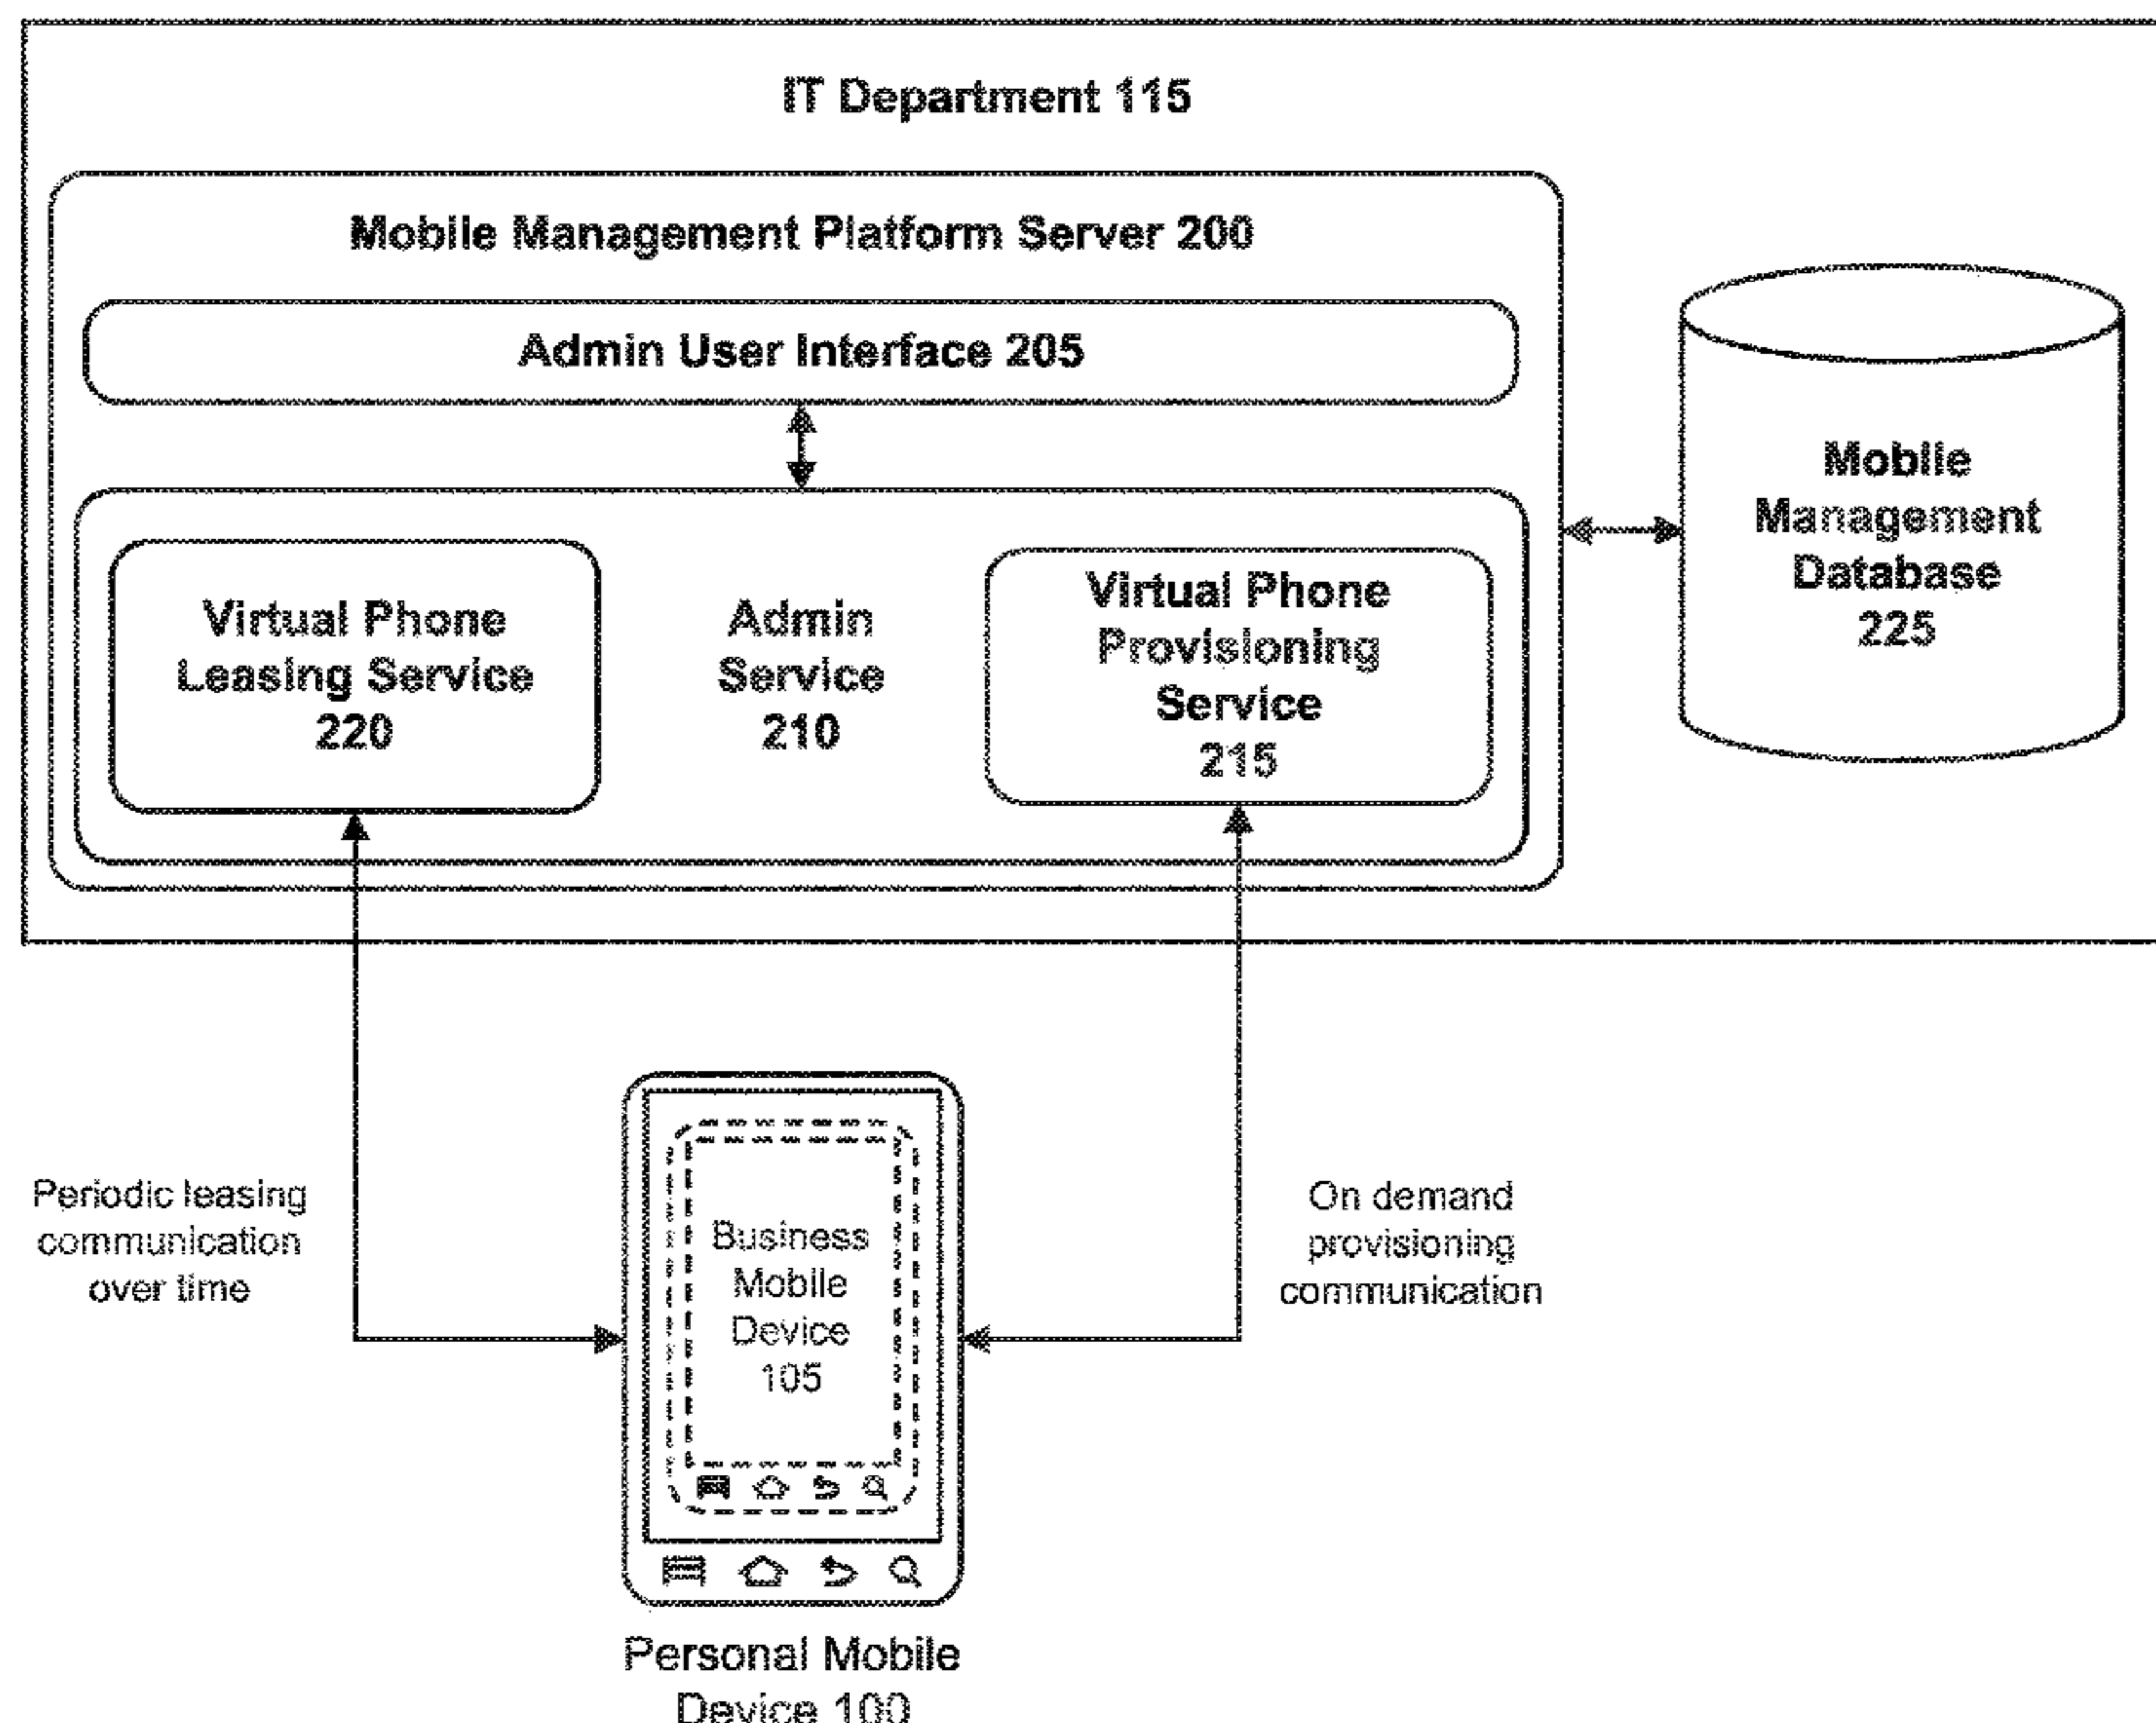 IT Department 115
Mobile Management Platform Server 200
Admin User Interface 205
Virtual Phone
Leasing Service
220
Admin
Service
210
Virtual Phone
Provisioning
Service
215
Mobile
Management
Database
225
Periodic leasing
communication
over time
Business
Mobile
Device
105
On demand
provisioning
communication
Personal Mobile
Device 100